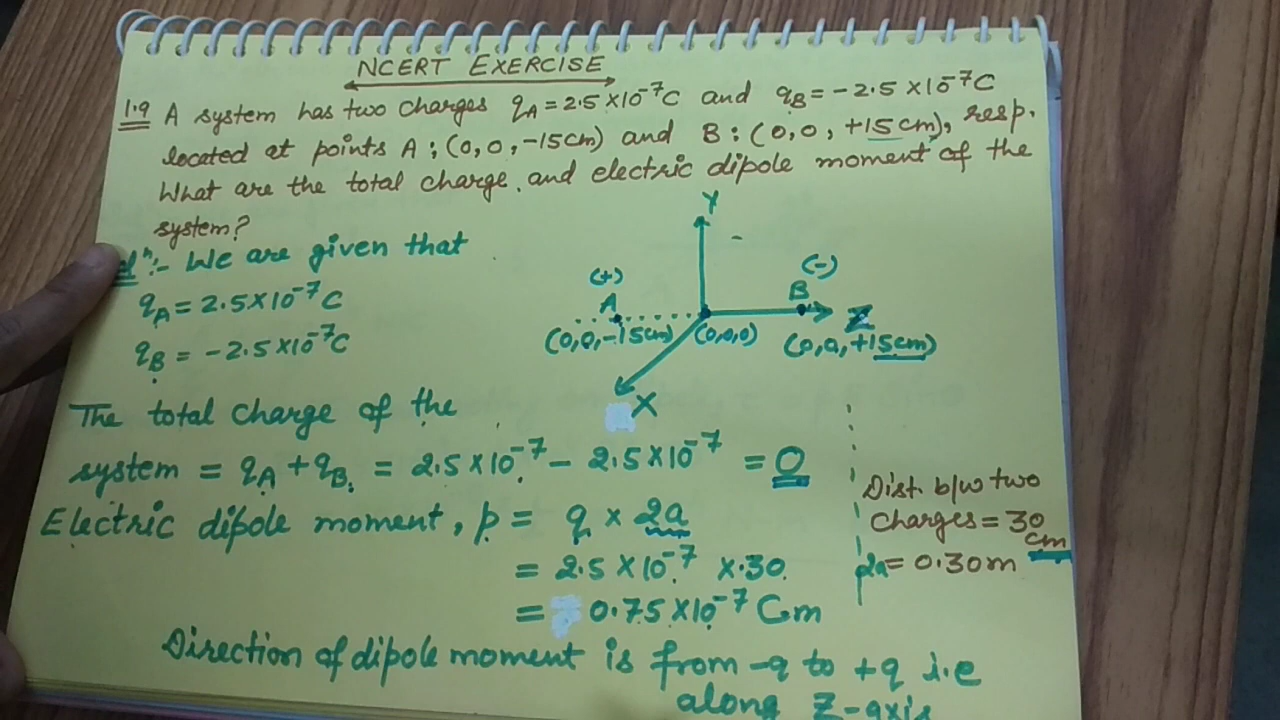 NCERT EXERCISE
1.9 A system has two charges qA = 2.5×10⁻⁷C and qB = -2.5×10⁻⁷C
located at points A : (0, 0, -15cm) and B : (0, 0, +15cm), resp.
What are the total charge and electric dipole moment of the
system?
Solⁿ:- We are given that
qA = 2.5×10⁻⁷C
qB = -2.5×10⁻⁷C
Y
(+)
(-)
A
B
Z
(0,0,-15cm)
(0,0,0)
(0,0,+15cm)
X
The total charge of the
system = qA + qB = 2.5×10⁻⁷ - 2.5×10⁻⁷ = 0
Electric dipole moment, p = q × 2a
= 2.5×10⁻⁷ × .30
= 0.75×10⁻⁷ Cm
Dist. b/w two
charges = 30
cm
2a = 0.30m
Direction of dipole moment is from -q to +q i.e
along Z-axis